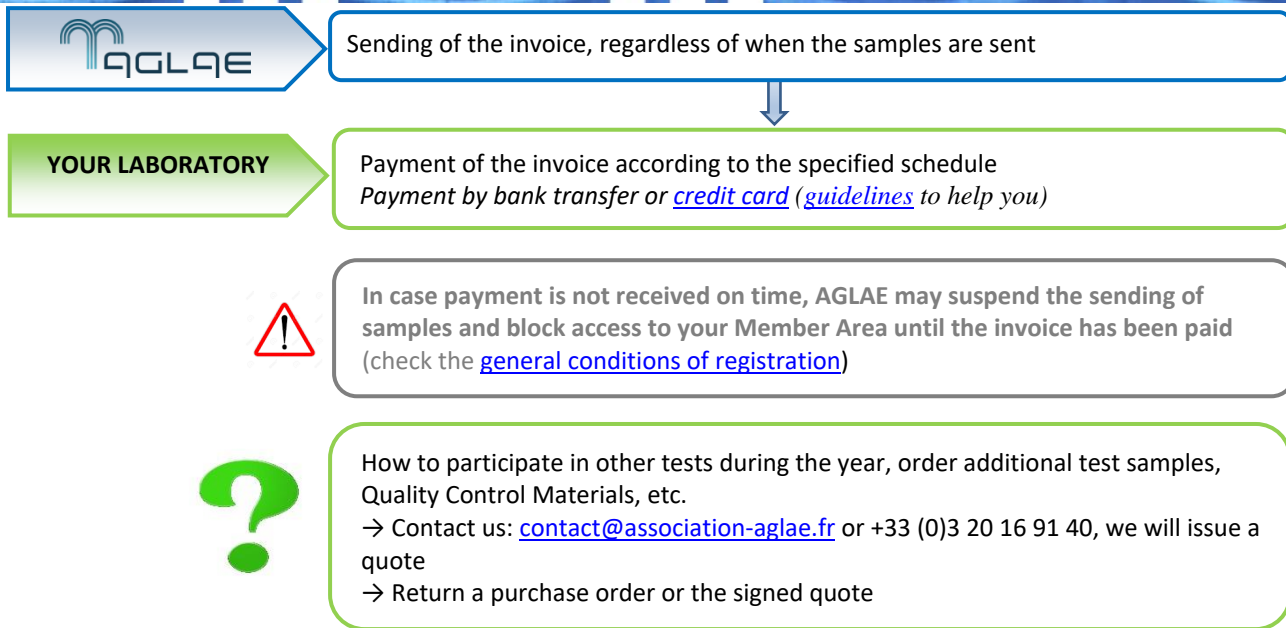 AGLAE
Sending of the invoice, regardless of when the samples are sent
YOUR LABORATORY
Payment of the invoice according to the specified schedule
Payment by bank transfer or credit card (guidelines to help you)
In case payment is not received on time, AGLAE may suspend the sending of
samples and block access to your Member Area until the invoice has been paid
(check the general conditions of registration)
How to participate in other tests during the year, order additional test samples,
Quality Control Materials, etc.
→ Contact us: contact@association-aglae.fr or +33 (0)3 20 16 91 40, we will issue a
quote
→ Return a purchase order or the signed quote